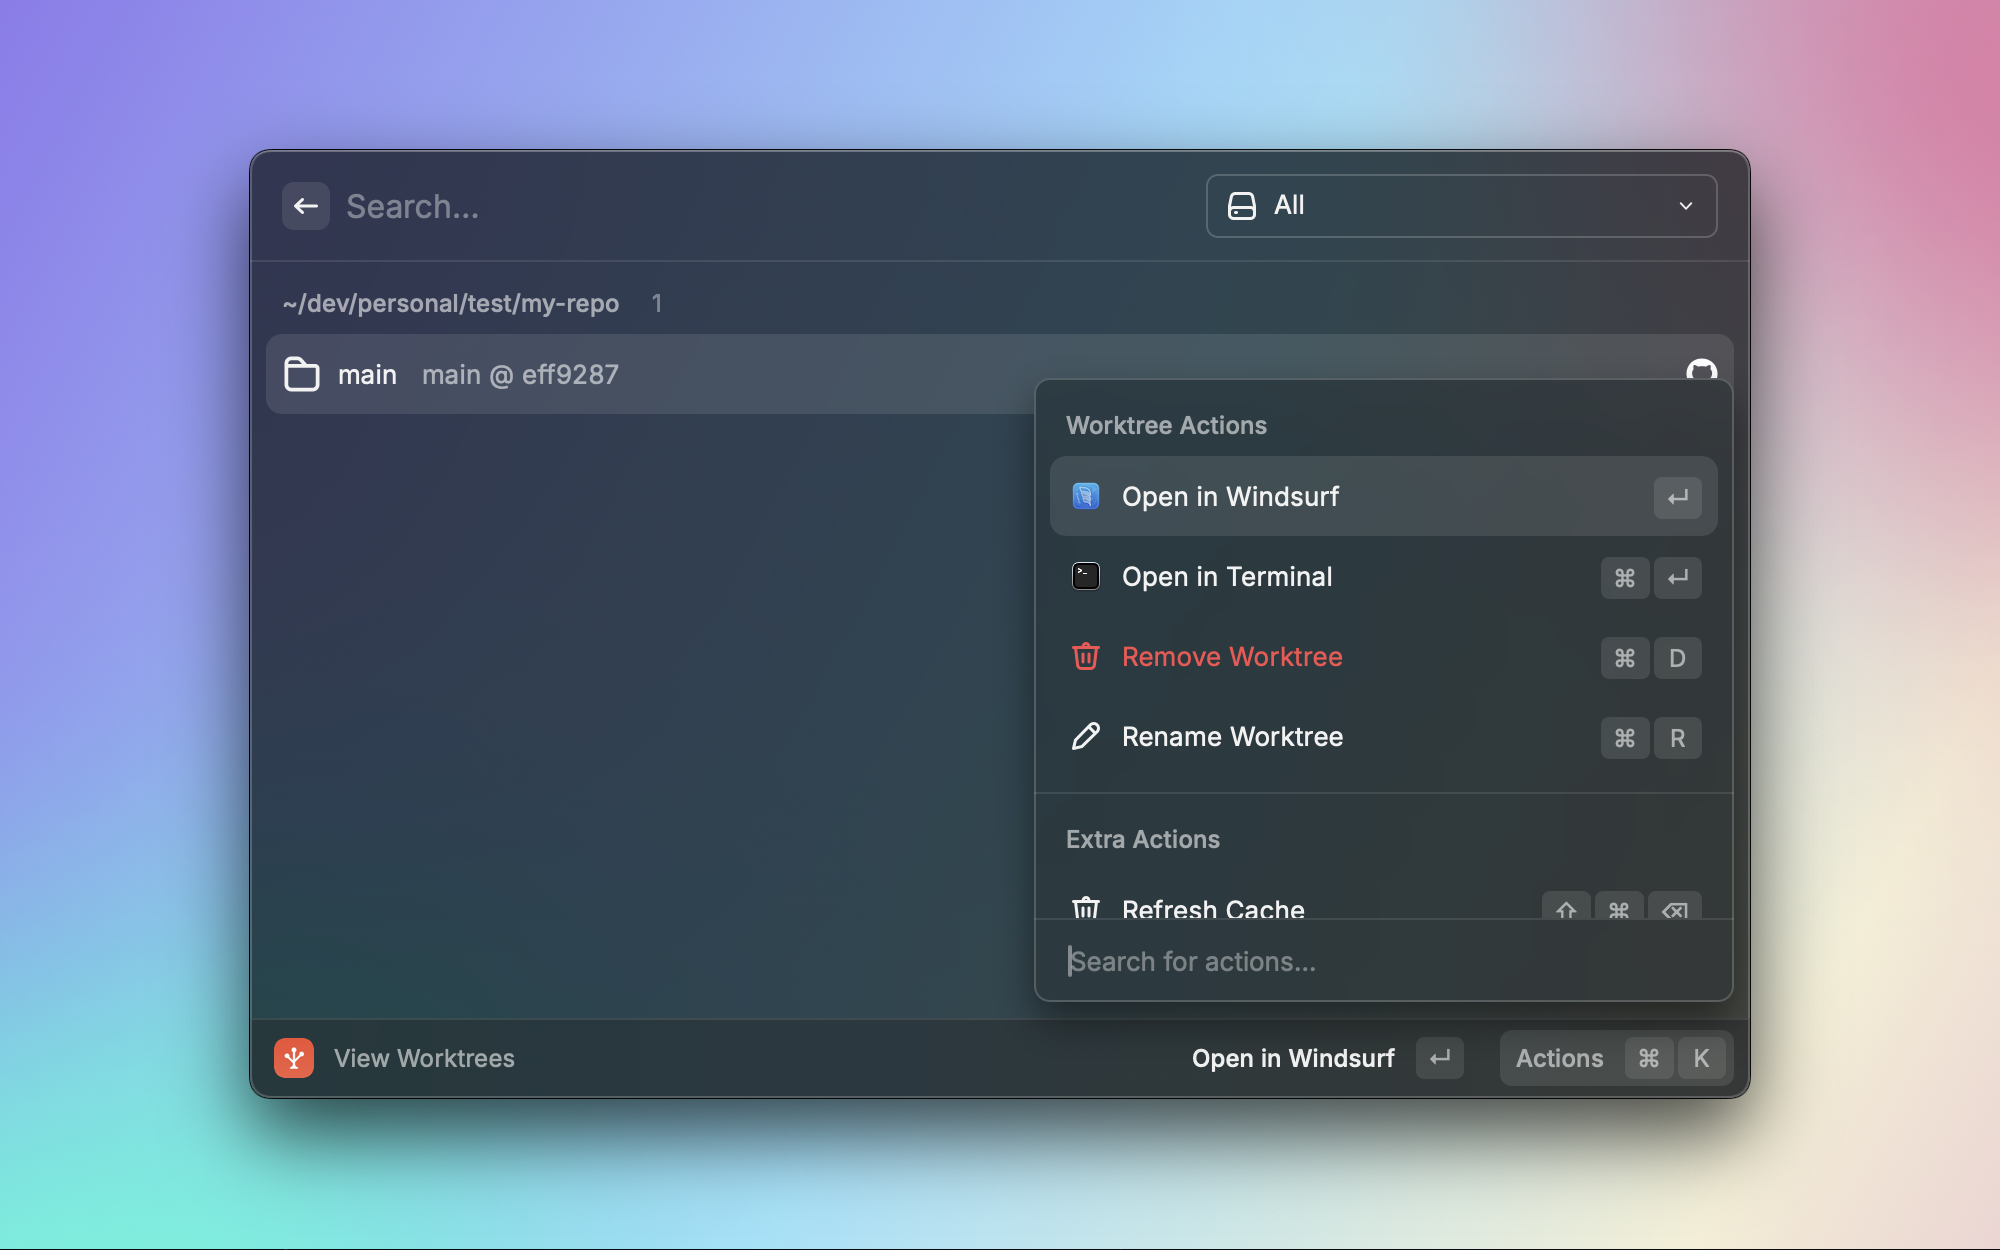 Search...
All
~/dev/personal/test/my-repo 1
main main @ eff9287
Worktree Actions
Open in Windsurf
Open in Terminal ⌘
Remove Worktree ⌘ D
Rename Worktree ⌘ R
Extra Actions
Refresh Cache ⌘
Search for actions...
View Worktrees Open in Windsurf Actions ⌘ K